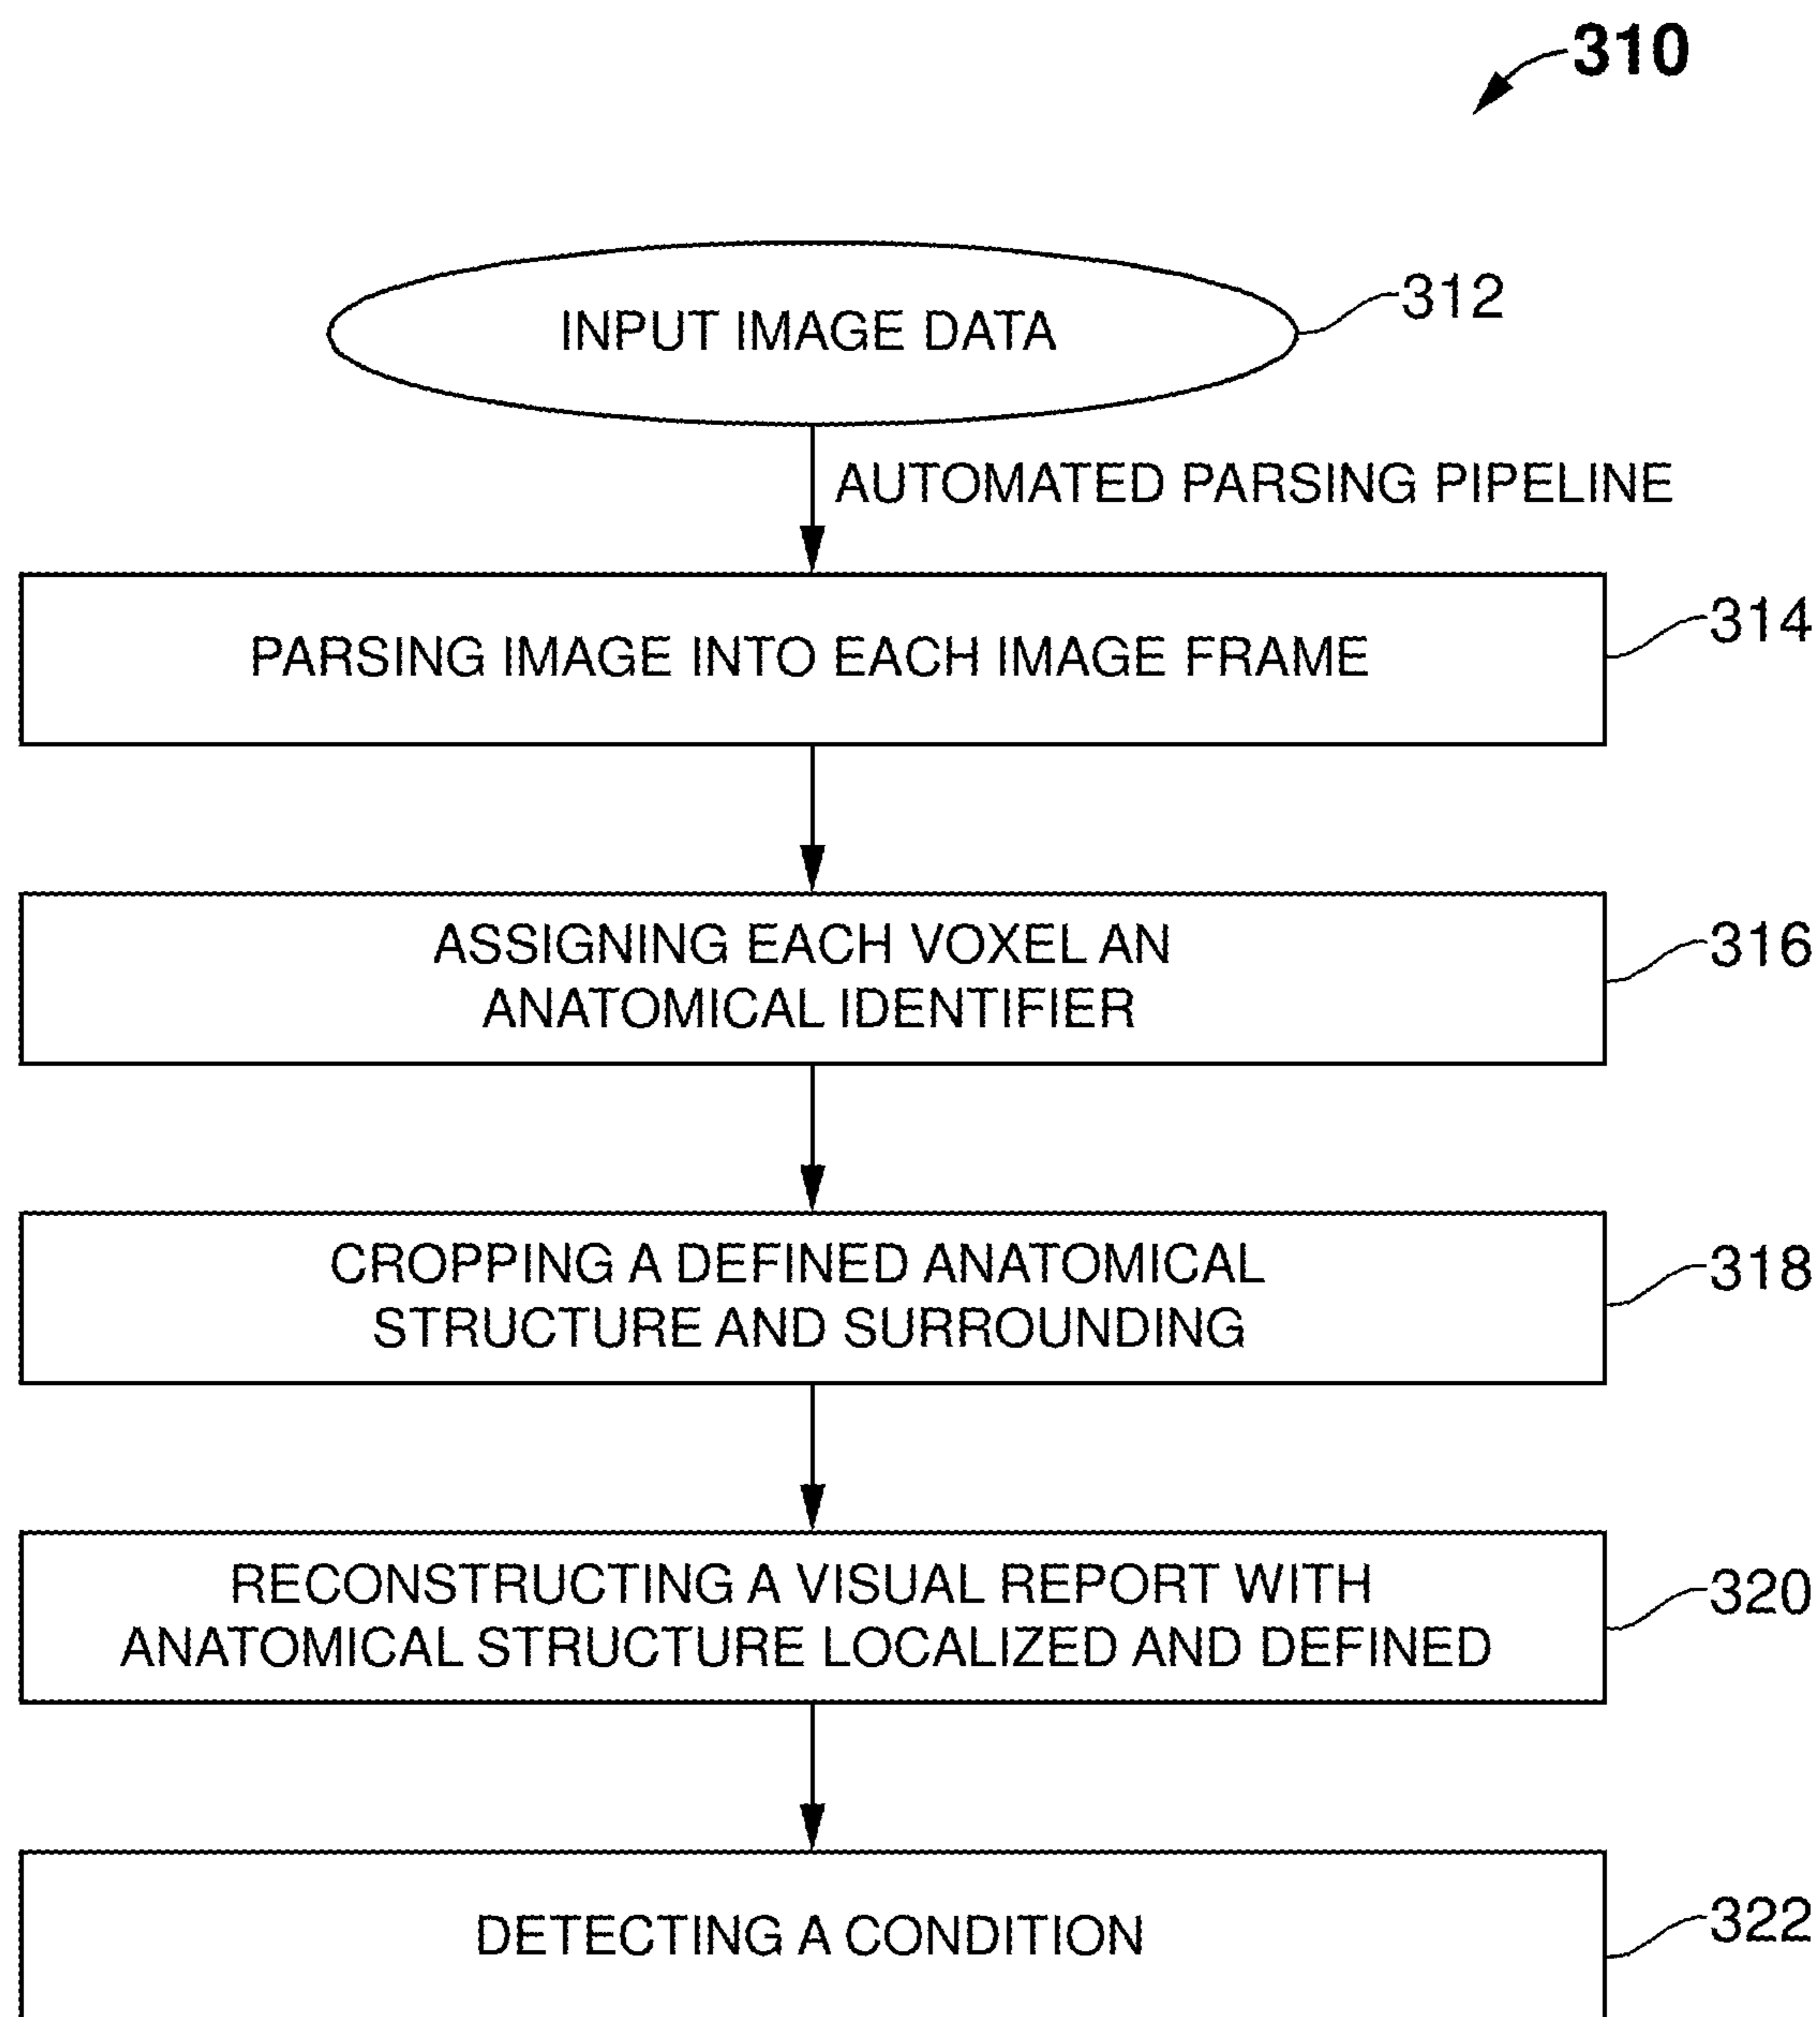 310
INPUT IMAGE DATA
312
AUTOMATED PARSING PIPELINE
PARSING IMAGE INTO EACH IMAGE FRAME
314
ASSIGNING EACH VOXEL AN
ANATOMICAL IDENTIFIER
316
CROPPING A DEFINED ANATOMICAL
STRUCTURE AND SURROUNDING
318
RECONSTRUCTING A VISUAL REPORT WITH
ANATOMICAL STRUCTURE LOCALIZED AND DEFINED
320
DETECTING A CONDITION
322